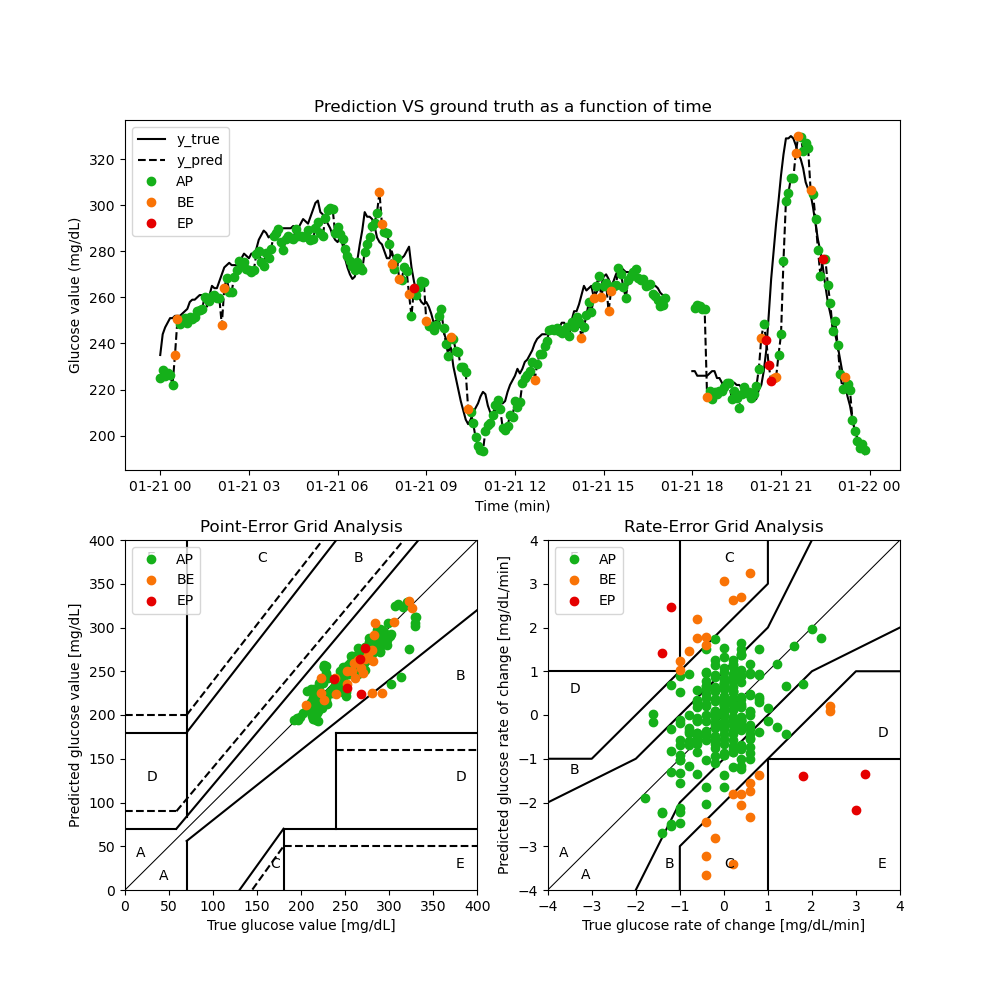 Prediction VS ground truth as a function of time
Glucose value (mg/dL)
320
300
280
260
240
220
200
y_true
y_pred
AP
BE
EP
01-21 00 01-21 03 01-21 06 01-21 09 01-21 12 01-21 15 01-21 18 01-21 21 01-22 00
Time (min)
Point-Error Grid Analysis
Predicted glucose value [mg/dl]
400
350
300
250
200
150
100
50
0
AP
BE
EP
C
B
B
D
D
A
A
C
E
0 50 100 150 200 250 300 350 400
True glucose value [mg/dL]
Rate-Error Grid Analysis
Predicted glucose rate of change [mg/dL/min]
4
3
2
1
0
−1
−2
−3
−4
AP
BE
EP
C
D
D
B
A
A
B
C
E
−4 −3 −2 −1 0 1 2 3 4
True glucose rate of change [mg/dL/min]